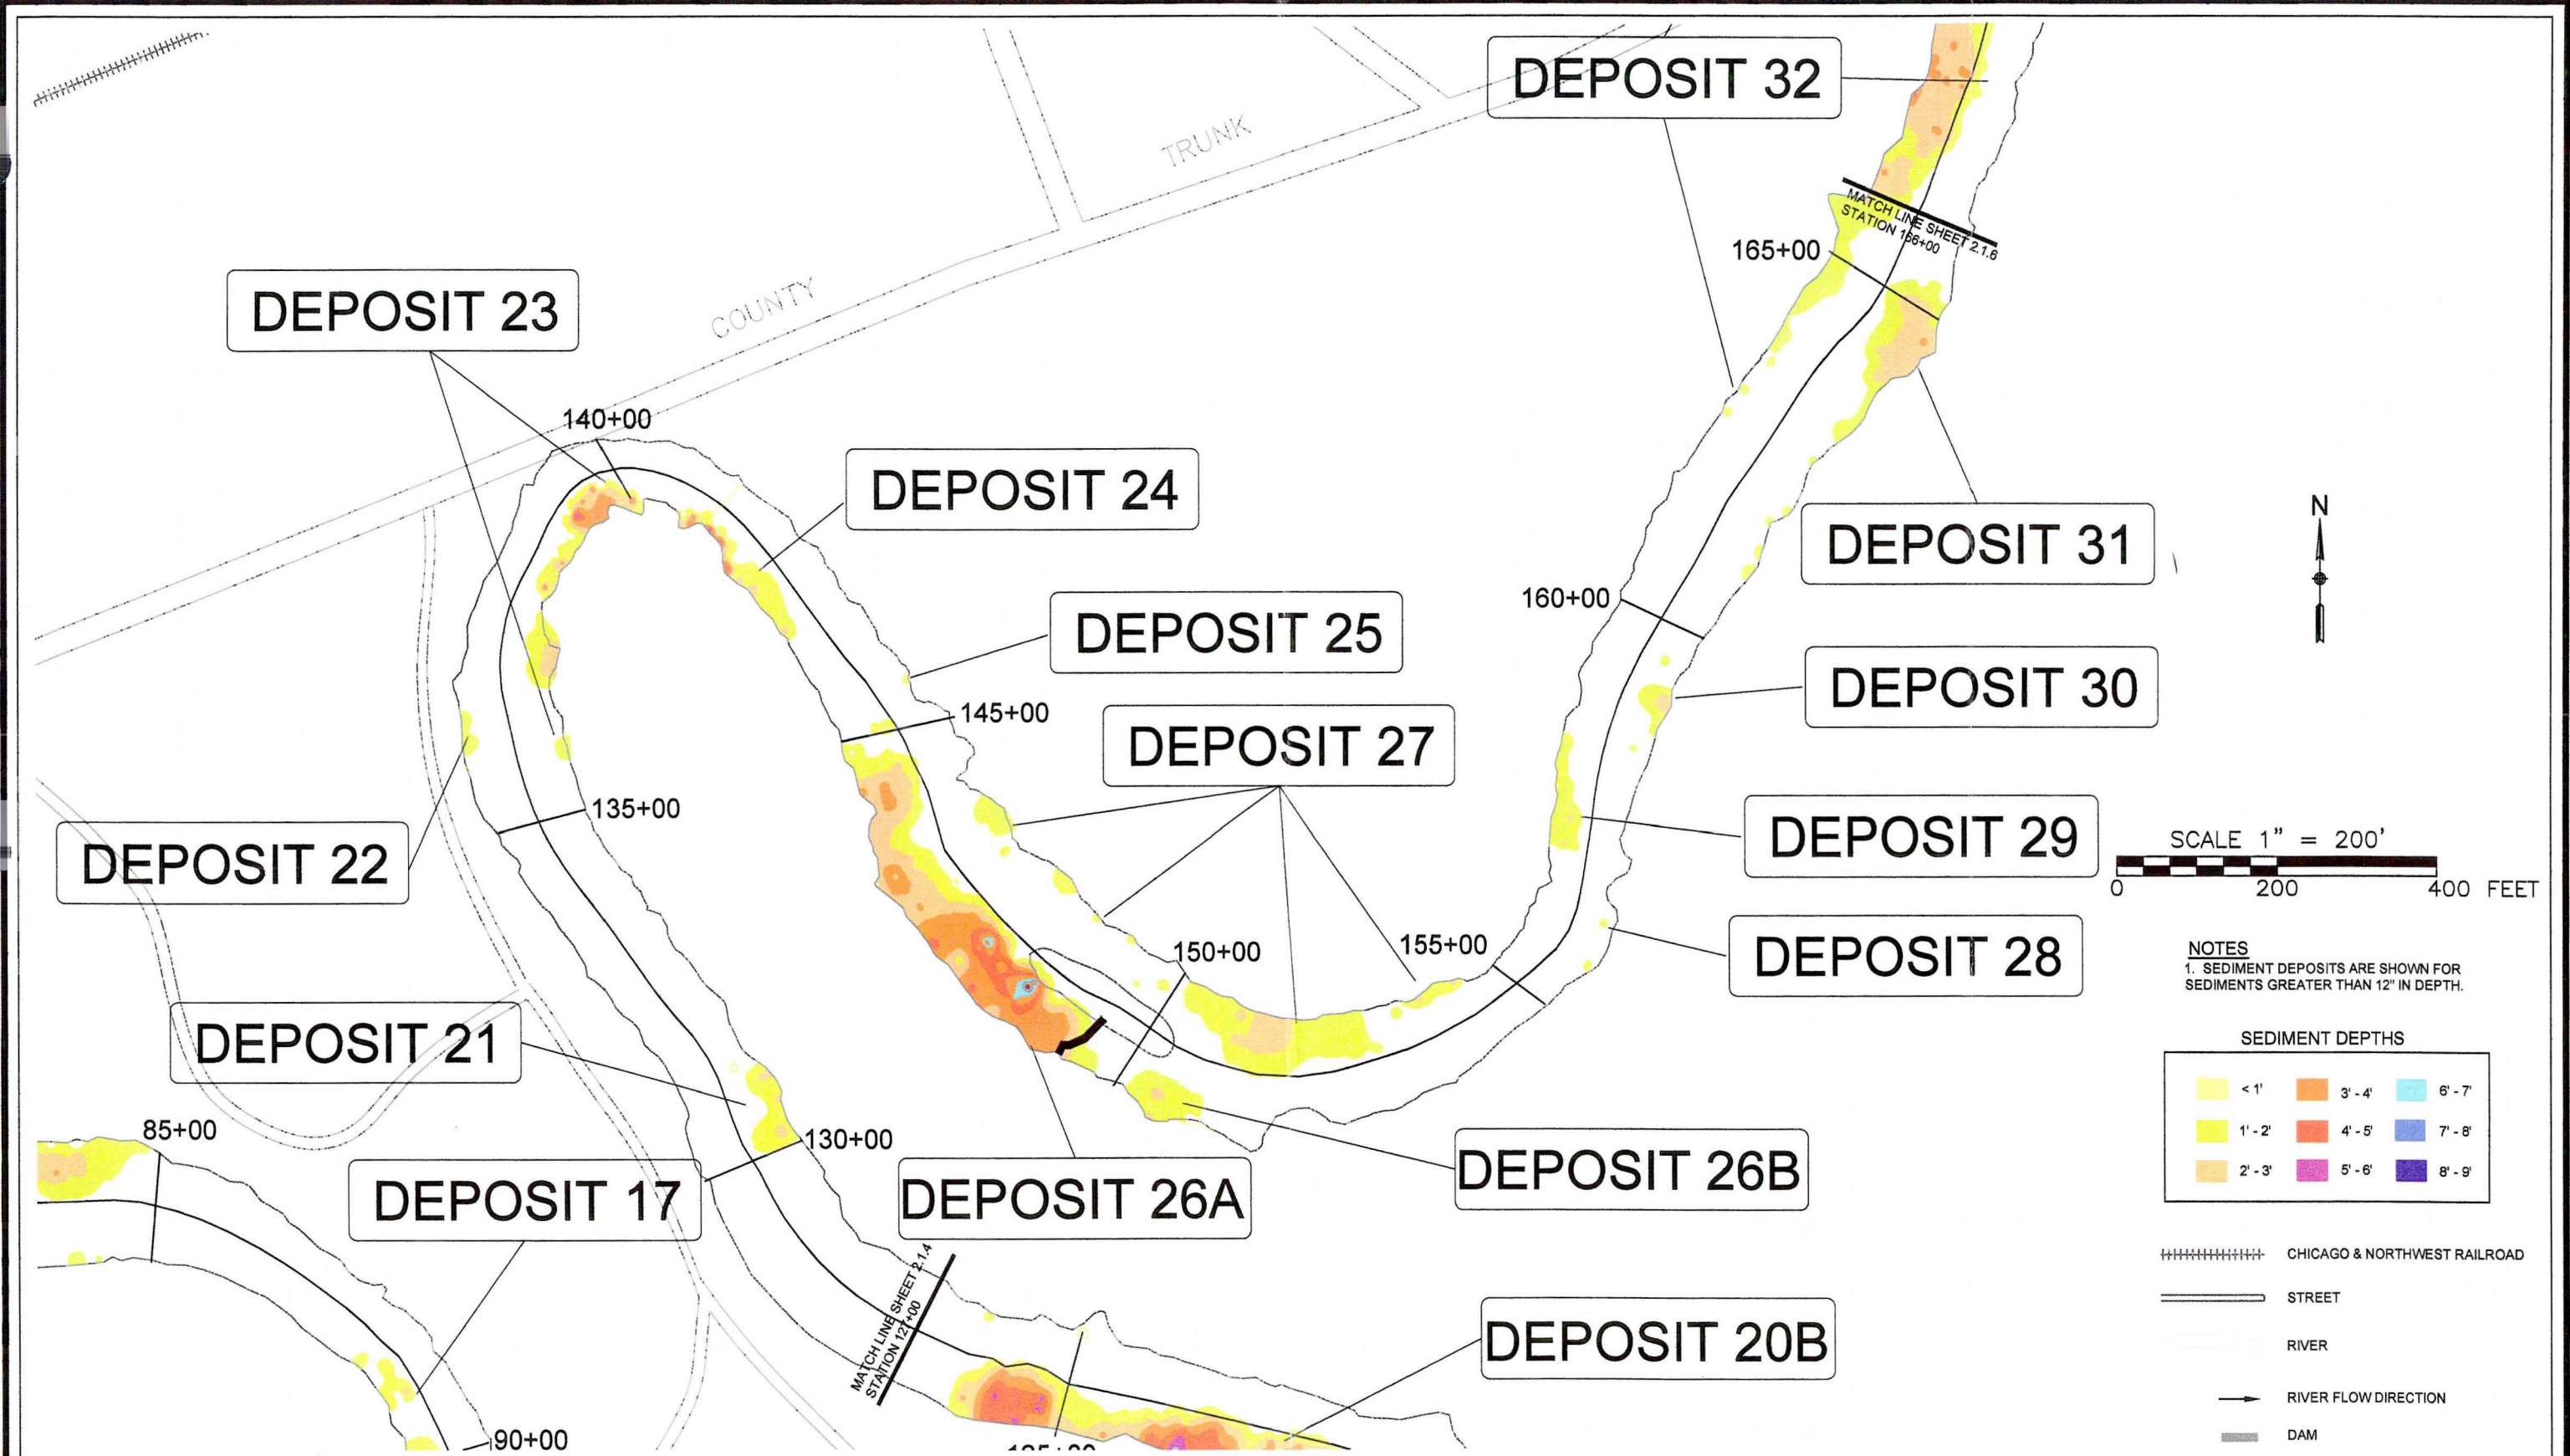 DEPOSIT 32
TRUNK
MATCH LINE SHEET 2.1.6
STATION 166+00
165+00
DEPOSIT 23
COUNTY
140+00
DEPOSIT 24
N
DEPOSIT 31
DEPOSIT 25
160+00
DEPOSIT 30
145+00
DEPOSIT 27
135+00
DEPOSIT 22
DEPOSIT 29
SCALE 1" = 200'
0 200 400 FEET
150+00
155+00
DEPOSIT 28
NOTES
1. SEDIMENT DEPOSITS ARE SHOWN FOR
SEDIMENTS GREATER THAN 12" IN DEPTH.
DEPOSIT 21
SEDIMENT DEPTHS
< 1' 3' - 4' 6' - 7'
1' - 2' 4' - 5' 7' - 8'
2' - 3' 5' - 6' 8' - 9'
85+00
130+00
DEPOSIT 17
DEPOSIT 26A
DEPOSIT 26B
MATCH LINE SHEET 2.1.4
STATION 127+00
CHICAGO & NORTHWEST RAILROAD
STREET
DEPOSIT 20B
RIVER
RIVER FLOW DIRECTION
DAM
90+00